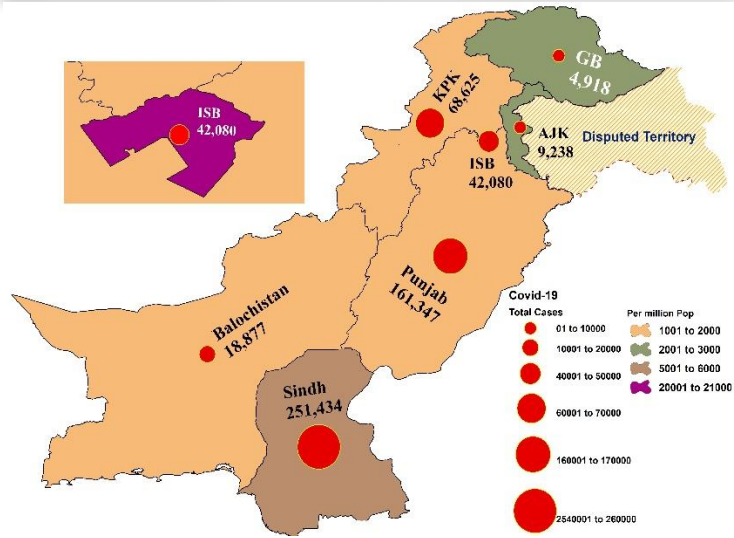 ISB
42,080
KPK
68,625
GB
4,918
AJK
9,238
Disputed Territory
ISB
42,080
Punjab
161,347
Balochistan
18,877
Sindh
251,434
Covid-19
Total Cases
01 to 10000
10001 to 20000
40001 to 50000
60001 to 70000
160001 to 170000
2540001 to 260000
Per million Pop
1001 to 2000
2001 to 3000
5001 to 6000
20001 to 21000